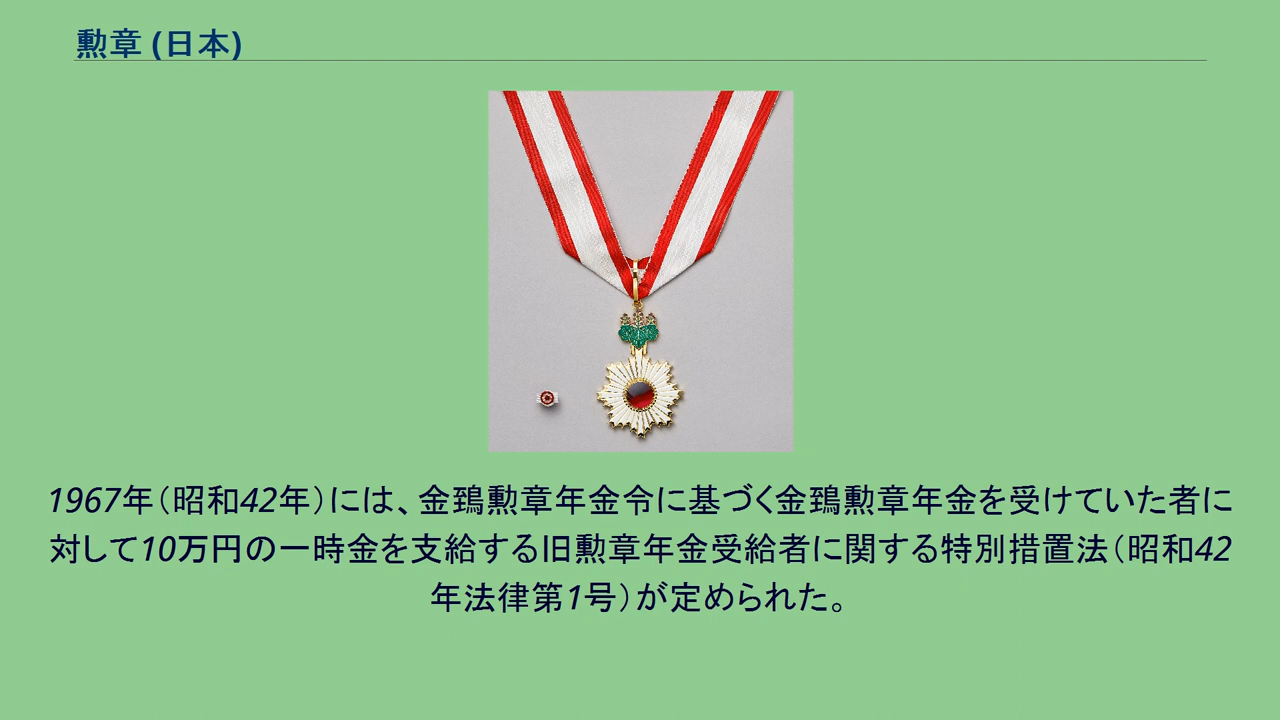 勲章 (日本)
1967年（昭和42年）には、金鵄勲章年金令に基づく金鵄勲章年金を受けていた者に
対して10万円の一時金を支給する旧勲章年金受給者に関する特別措置法（昭和42
年法律第1号）が定められた。